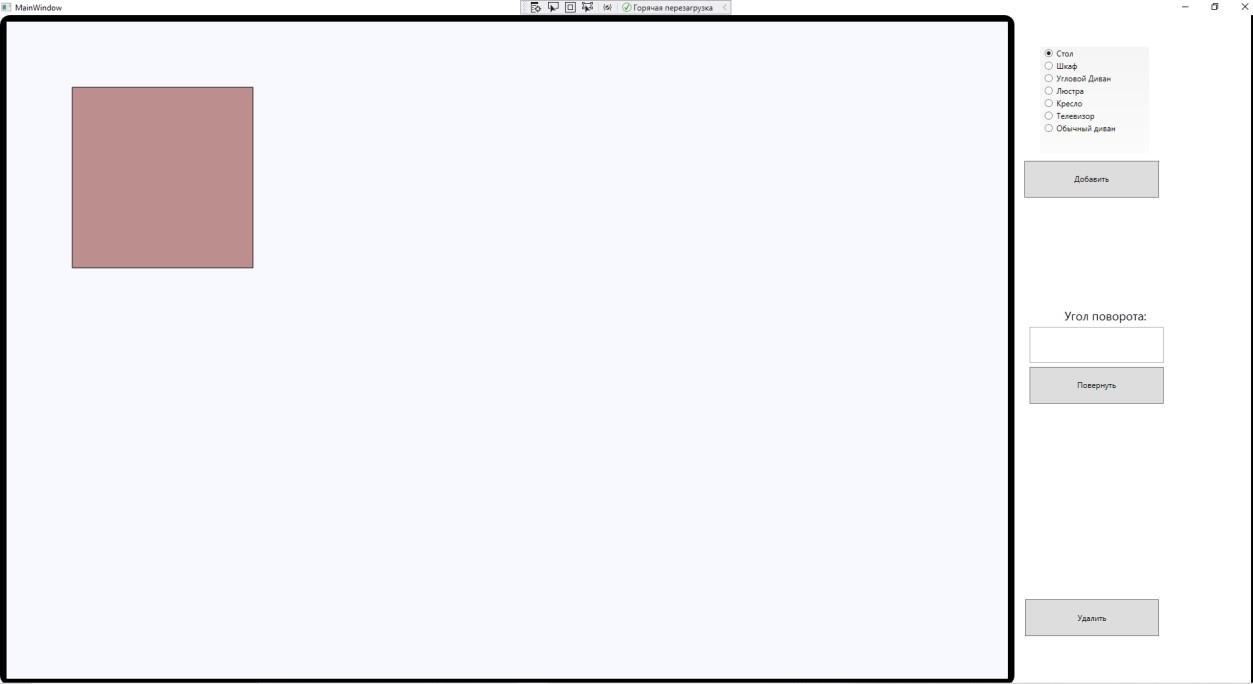 MainWindow
Горячая перезагрузка
Стол
Шкаф
Угловой Диван
Люстра
Кресло
Телевизор
Обычный диван
Добавить
Угол поворота:
Повернуть
Удалить